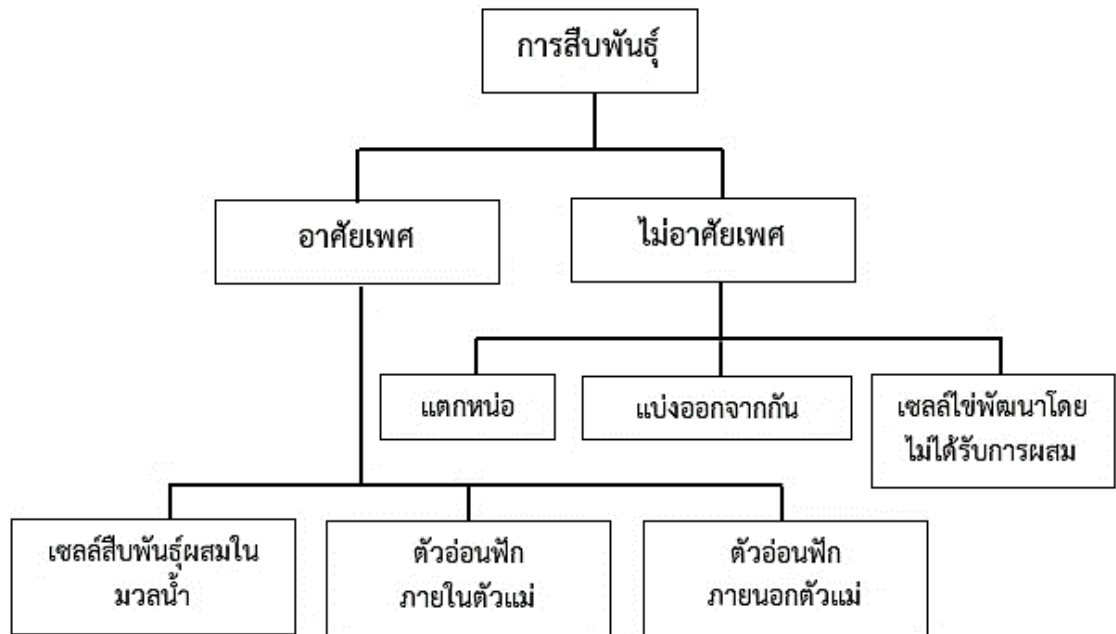 การสืบพันธุ์
อาศัยเพศ
ไม่อาศัยเพศ
แตกหน่อ
แบ่งออกจากกัน
เซลล์ไข่พัฒนาโดย
ไม่ได้รับการผสม
เซลล์สืบพันธุ์ผสมใน
มวลน้ำ
ตัวอ่อนฟัก
ภายในตัวแม่
ตัวอ่อนฟัก
ภายนอกตัวแม่